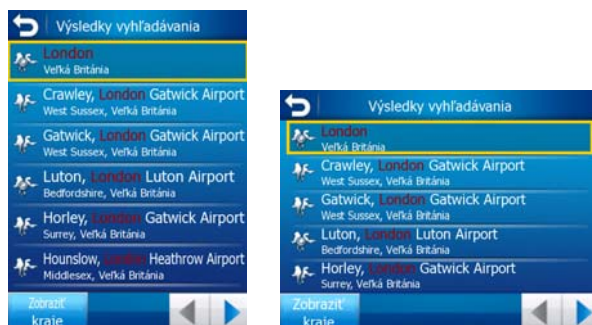 Výsledky vyhľadávania
London
Veľká Británia
Crawley, London Gatwick Airport
West Sussex, Veľká Británia
Gatwick, London Gatwick Airport
West Sussex, Veľká Británia
Luton, London Luton Airport
Bedfordshire, Veľká Británia
Horley, London Gatwick Airport
Surrey, Veľká Británia
Hounslow, London Heathrow Airport
Middlesex, Veľká Británia
Zobraziť
kraje
Výsledky vyhľadávania
London
Veľká Británia
Crawley, London Gatwick Airport
West Sussex, Veľká Británia
Gatwick, London Gatwick Airport
West Sussex, Veľká Británia
Luton, London Luton Airport
Bedfordshire, Veľká Británia
Horley, London Gatwick Airport
Surrey, Veľká Británia
Zobraziť
kraje